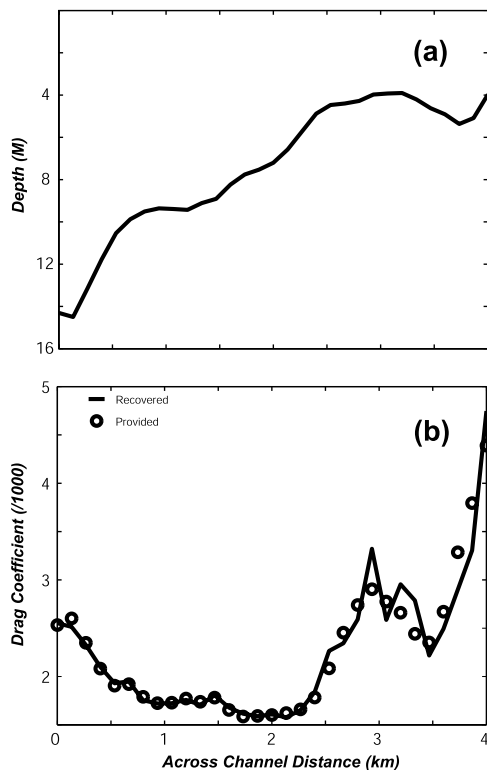 (a)
4
8
12
16
Depth (M)
5
4
3
2
Recovered
Provided
(b)
Drag Coefficient (/1000)
0
1
2
3
4
Across Channel Distance (km)